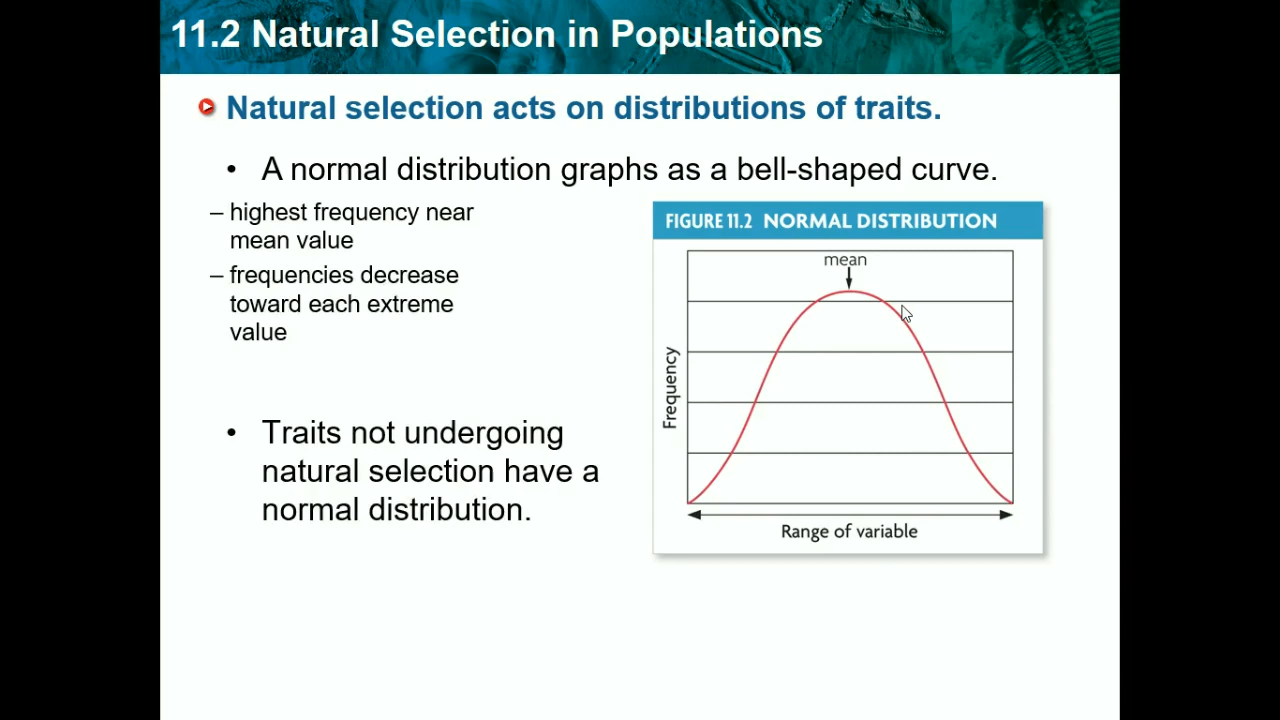 11.2 Natural Selection in Populations
Natural selection acts on distributions of traits.
• A normal distribution graphs as a bell-shaped curve.
– highest frequency near
mean value
– frequencies decrease
toward each extreme
value
• Traits not undergoing
natural selection have a
normal distribution.
FIGURE 11.2 NORMAL DISTRIBUTION
mean
Frequency
Range of variable